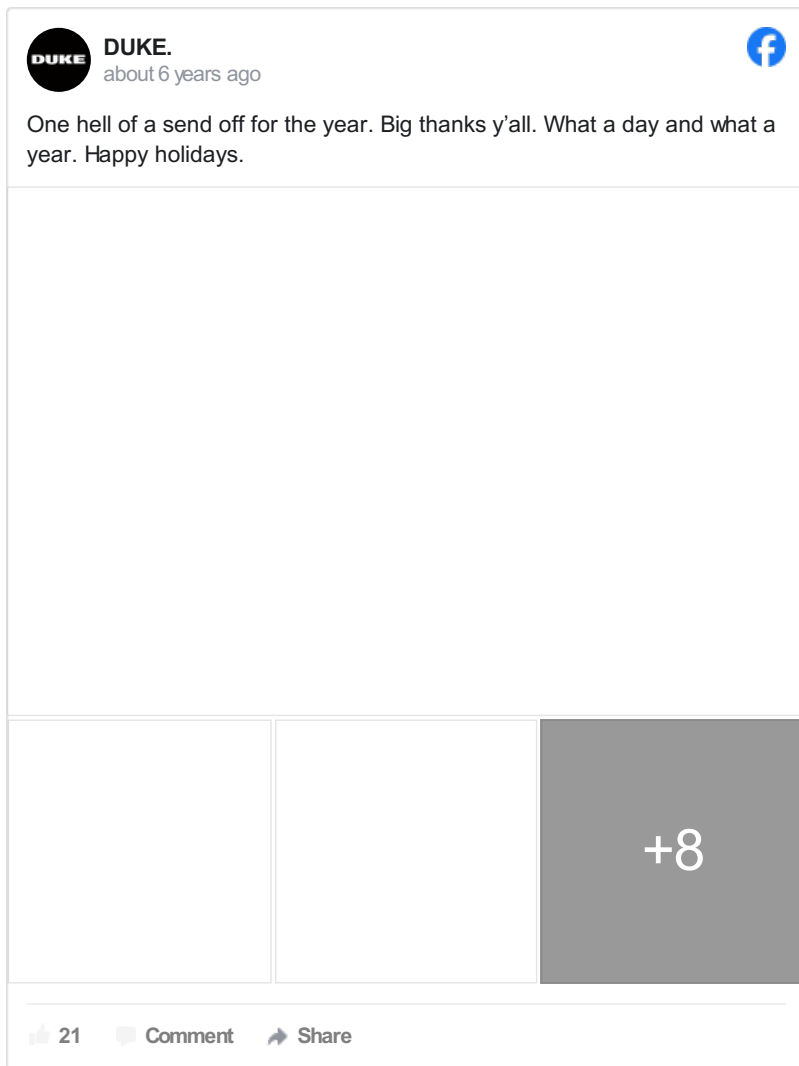 DUKE
DUKE.
about 6 years ago
One hell of a send off for the year. Big thanks y’all. What a day and what a
year. Happy holidays.
+8
21 Comment Share